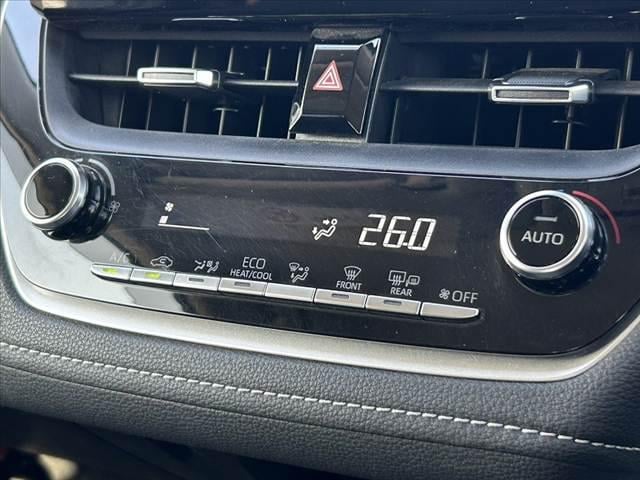 26.0
AUTO
A/C
ECO
HEAT/COOL
FRONT
REAR
OFF